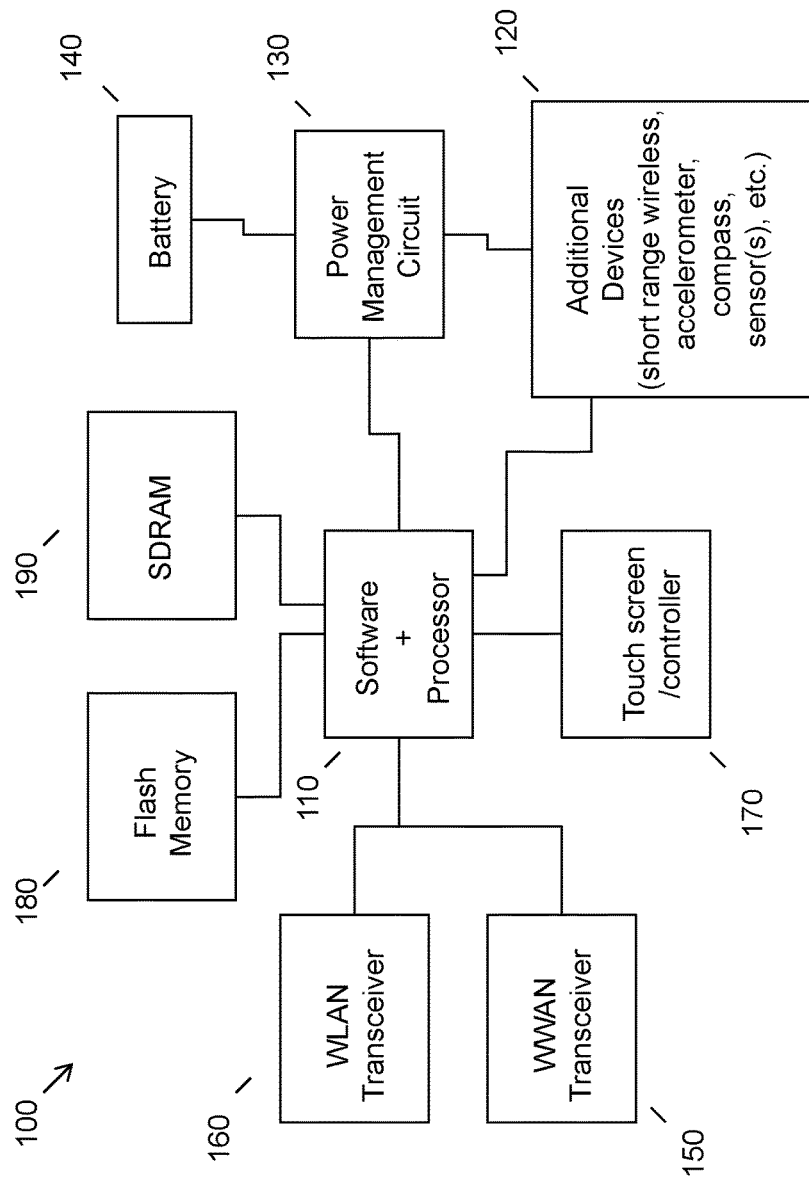 100
180
Flash
Memory
190
SDRAM
140
Battery
160
WLAN
Transceiver
110
Software
+
Processor
130
Power
Management
Circuit
150
WWAN
Transceiver
170
Touch screen
/controller
120
Additional
Devices
(short range wireless,
accelerometer,
compass,
sensor(s), etc.)